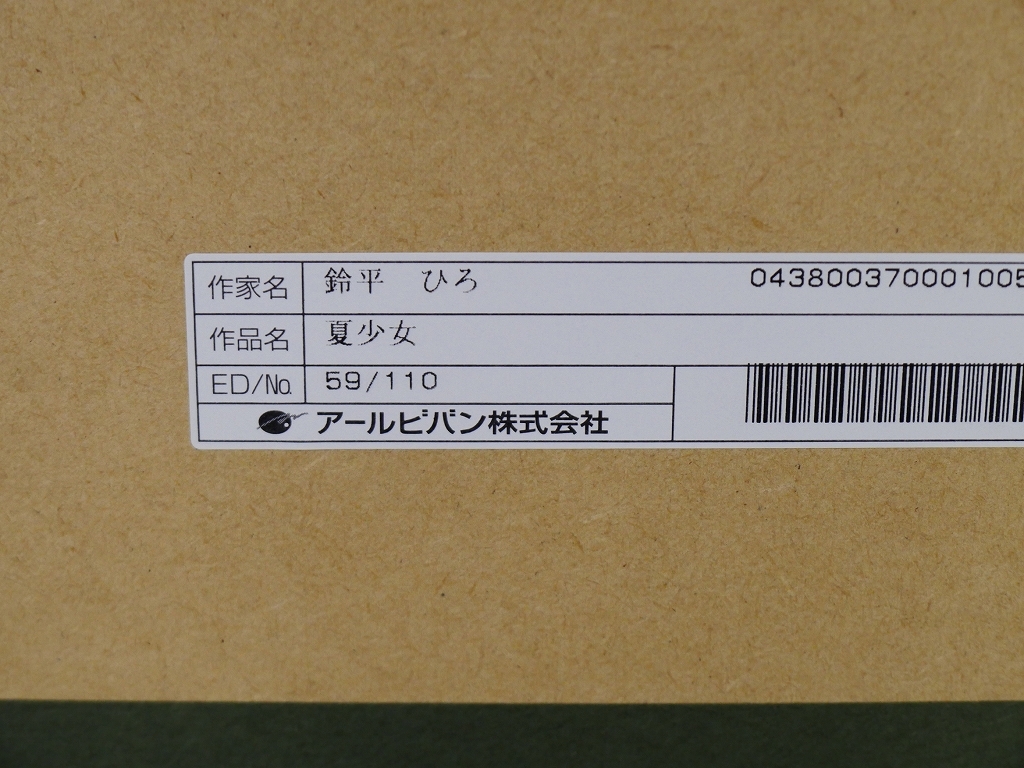 作家名 鈴平 ひろ 043800370001005
作品名 夏少女
ED/No. 59/110
アールビバン株式会社